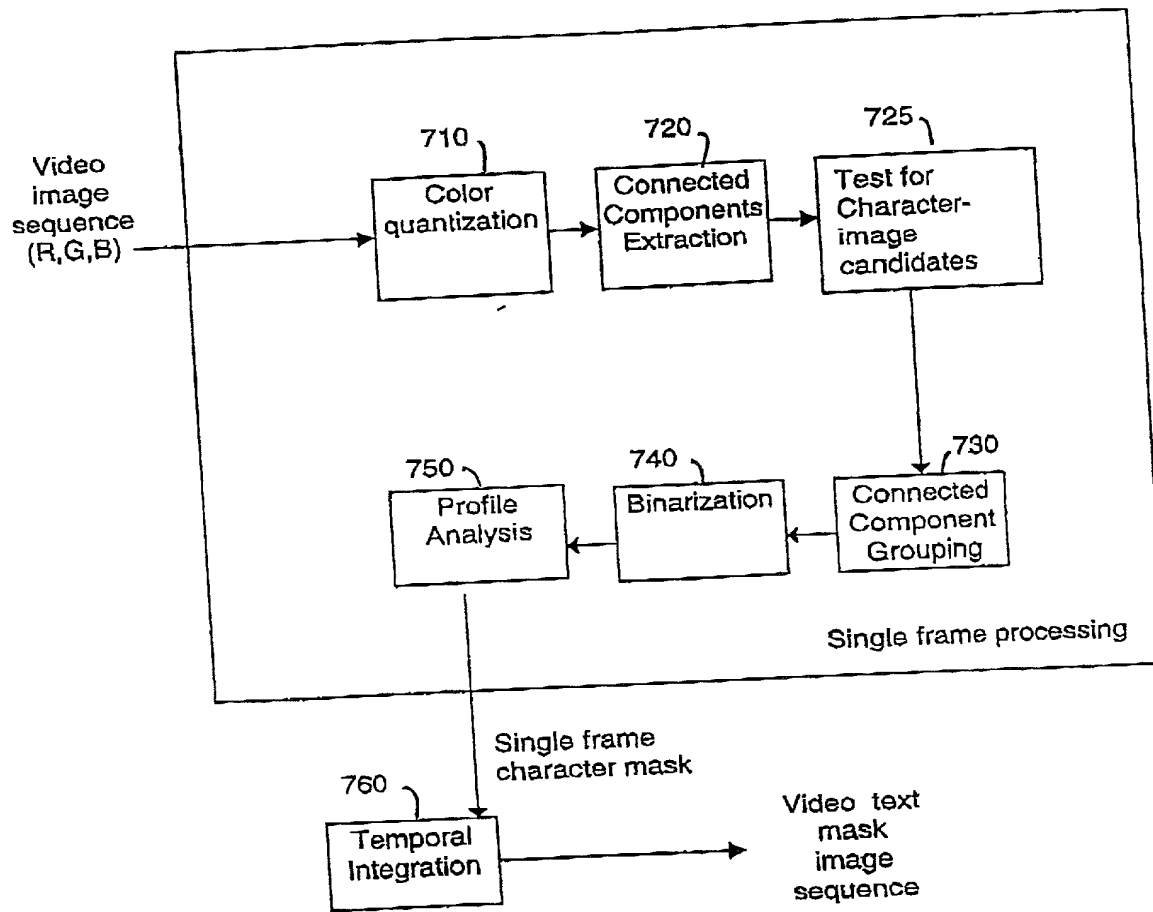 Video
image
sequence
(R,G,B)
710
Color
quantization
720
Connected
Components
Extraction
725
Test for
Character-
image
candidates
730
Connected
Component
Grouping
740
Binarization
750
Profile
Analysis
Single frame processing
Single frame
character mask
760
Temporal
Integration
Video text
mask
image
sequence